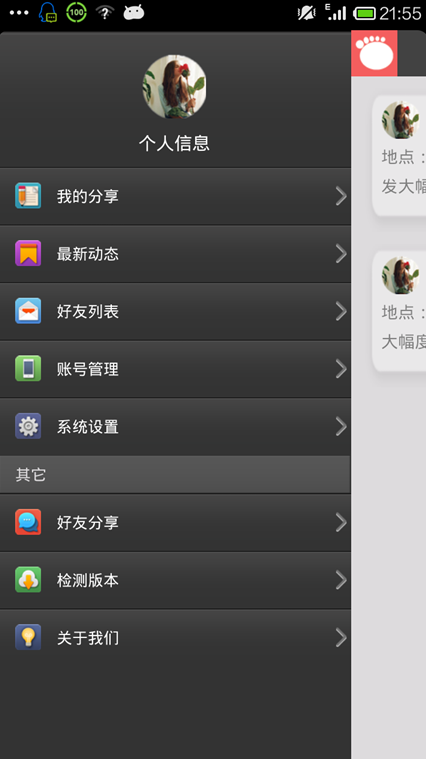 100
E
21:55
个人信息
我的分享
最新动态
好友列表
账号管理
系统设置
其它
好友分享
检测版本
关于我们
地点：
发大幅
地点：
大幅度